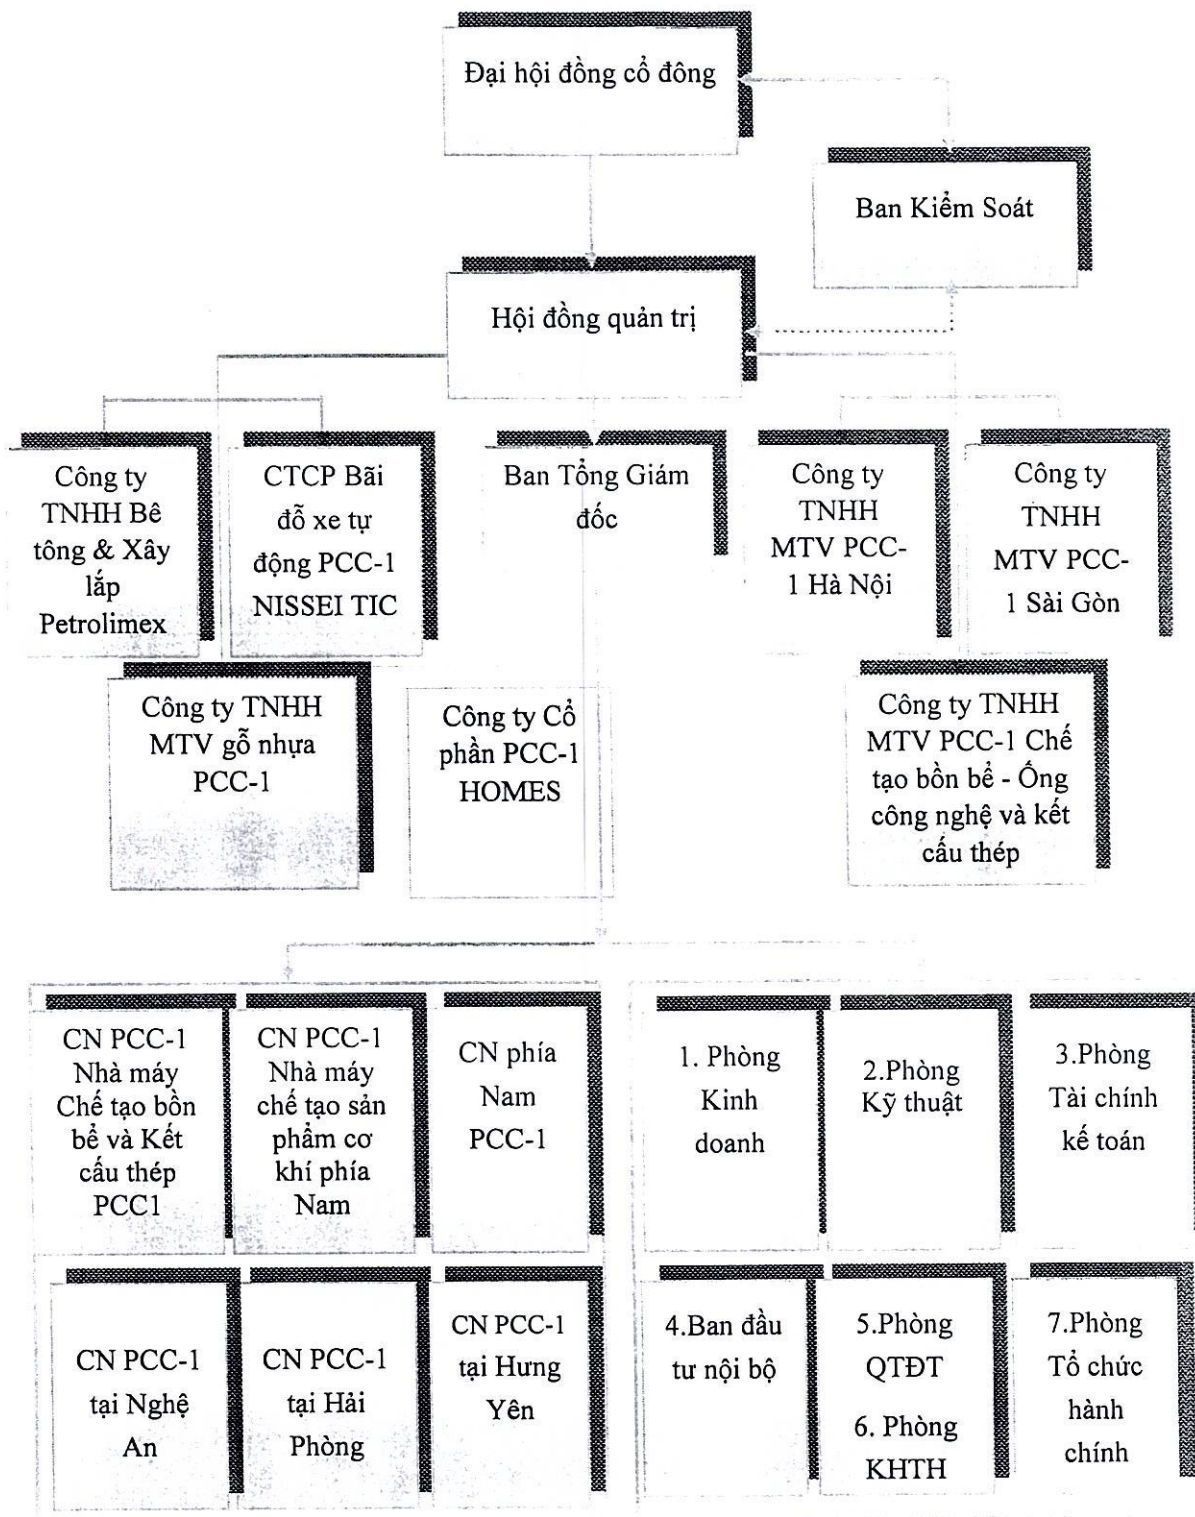 Đại hội đồng cổ đông
Ban Kiểm Soát
Hội đồng quản trị
Công ty
TNHH Bê
tông & Xây
lắp
Petrolimex
CTCP Bãi
đỗ xe tự
động PCC-1
NISSEI TIC
Ban Tổng Giám
đốc
Công ty
TNHH
MTV PCC-
1 Hà Nội
Công ty
TNHH
MTV PCC-
1 Sài Gòn
Công ty TNHH
MTV gỗ nhựa
PCC-1
Công ty Cổ
phần PCC-1
HOMES
Công ty TNHH
MTV PCC-1 Chế
tạo bồn bể - Ống
công nghệ và kết
cấu thép
CN PCC-1
Nhà máy
Chế tạo bồn
bể và Kết
cấu thép
PCC1
CN PCC-1
Nhà máy
chế tạo sản
phẩm cơ
khí phía
Nam
CN phía
Nam
PCC-1
1. Phòng
Kinh
doanh
2.Phòng
Kỹ thuật
3.Phòng
Tài chính
kế toán
CN PCC-1
tại Nghệ
An
CN PCC-1
tại Hải
Phòng
CN PCC-1
tại Hưng
Yên
4.Ban đầu
tư nội bộ
5.Phòng
QTĐT
6. Phòng
KHTH
7.Phòng
Tổ chức
hành
chính